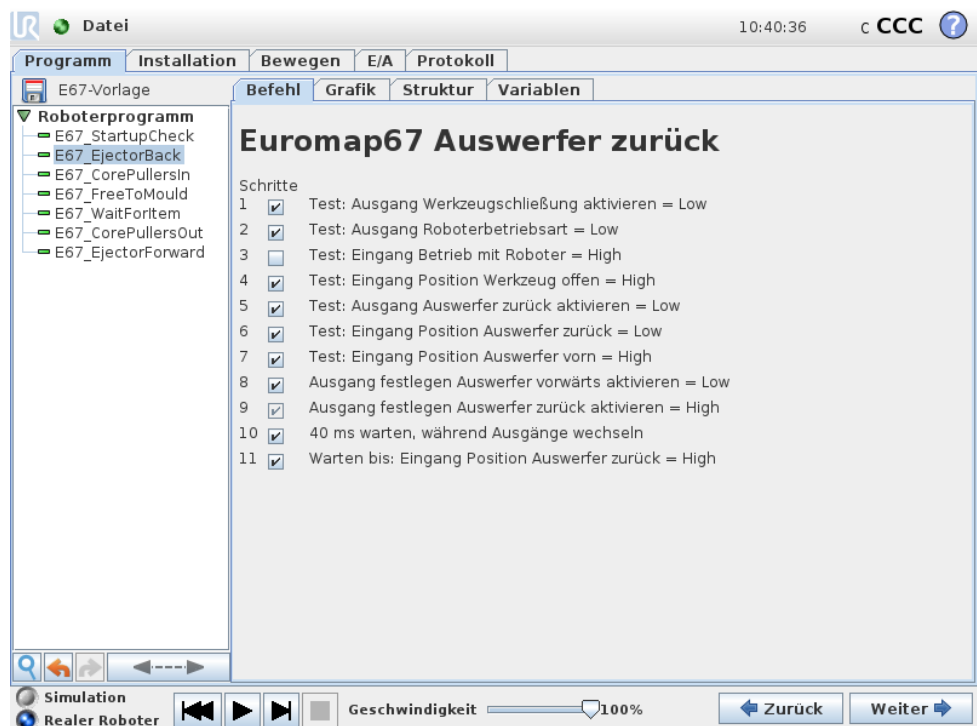 UR Datei 10:40:36 c CCC ?
Programm Installation Bewegen E/A Protokoll
E67-Vorlage Befehl Grafik Struktur Variablen
Roboterprogramm
E67_StartupCheck
E67_EjectorBack
E67_CorePullersIn
E67_FreeToMould
E67_WaitForItem
E67_CorePullersOut
E67_EjectorForward
Euromap67 Auswerfer zurück
Schritte
1 Test: Ausgang Werkzeugschließung aktivieren = Low
2 Test: Ausgang Roboterbetriebsart = Low
3 Test: Eingang Betrieb mit Roboter = High
4 Test: Eingang Position Werkzeug offen = High
5 Test: Ausgang Auswerfer zurück aktivieren = Low
6 Test: Eingang Position Auswerfer zurück = Low
7 Test: Eingang Position Auswerfer vorn = High
8 Ausgang festlegen Auswerfer vorwärts aktivieren = Low
9 Ausgang festlegen Auswerfer zurück aktivieren = High
10 40 ms warten, während Ausgänge wechseln
11 Warten bis: Eingang Position Auswerfer zurück = High
Simulation
Realer Roboter Geschwindigkeit 100% Zurück Weiter